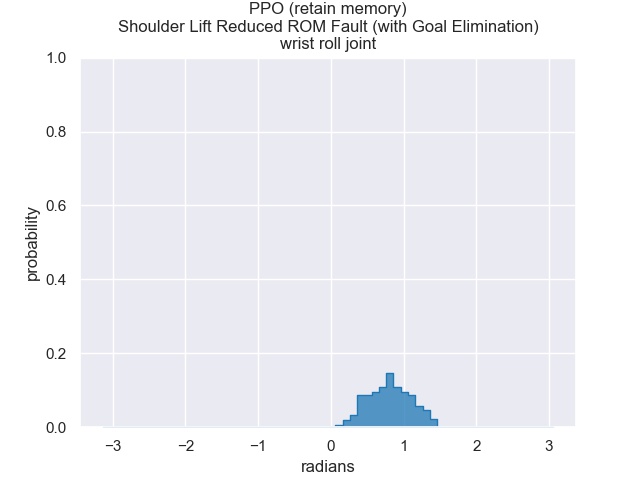 PPO (retain memory)
Shoulder Lift Reduced ROM Fault (with Goal Elimination)
wrist roll joint
1.0
0.8
0.6
0.4
0.2
0.0
probability
−3
−2
−1
0
1
2
3
radians